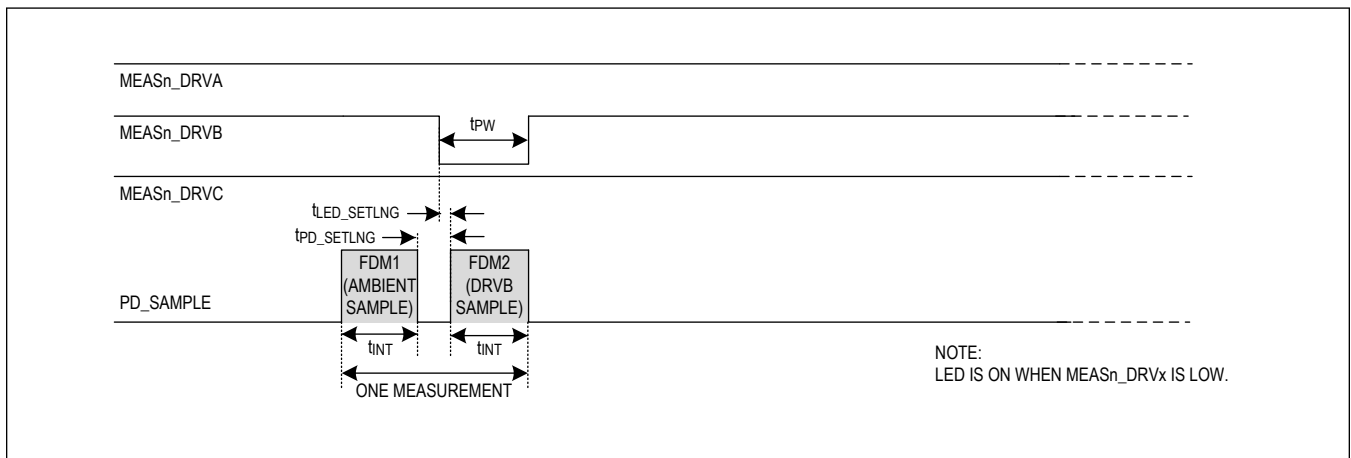 MEASn_DRVA
MEASn_DRVB
tPW
MEASn_DRVC
tLED_SETLNG
tPD_SETLNG
FDM1
(AMBIENT
SAMPLE)
FDM2
(DRVB
SAMPLE)
PD_SAMPLE
tINT
tINT
ONE MEASUREMENT
NOTE:
LED IS ON WHEN MEASn_DRVx IS LOW.